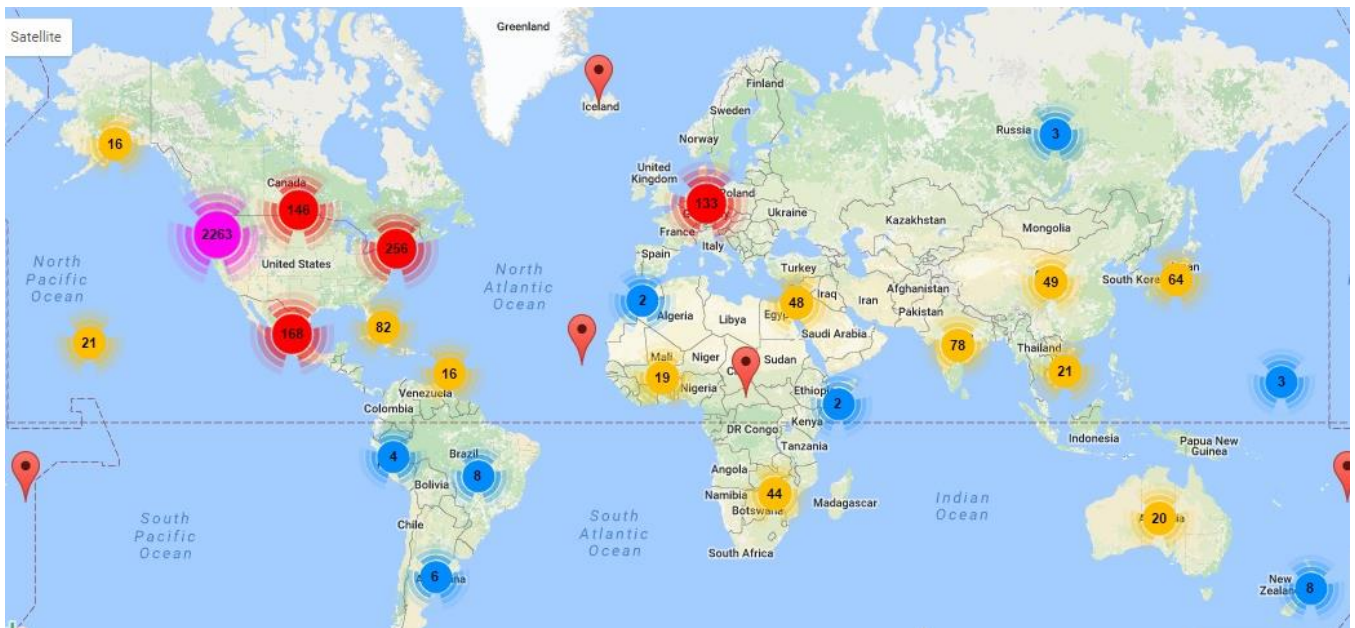 Satellite
Greenland
Iceland
Finland
Sweden
Norway
Russia
3
16
United
Kingdom
Poland
Canada
146
133
Ukraine
Kazakhstan
Mongolia
2263
256
France
Italy
United States
Spain
Turkey
North
Pacific
Ocean
North
Atlantic
Ocean
Iraq
Iran
Afghanistan
Pakistan
49
South Kore
64
2
48
Algeria
Libya
Egyp
Saudi Arabia
21
168
82
78
Thailand
21
16
Mali
Niger
Sudan
19
Nigeria
Ethiopi
2
3
Venezuela
Colombia
Kenya
DR Congo
Tanzania
Indonesia
Papua New
Guinea
4
Brazil
8
Bolivia
Angola
Namibia
44
Botswana
Madagascar
Indian
Ocean
20
South
Pacific
Ocean
Chile
South
Atlantic
Ocean
South Africa
6
New
Zealand
8